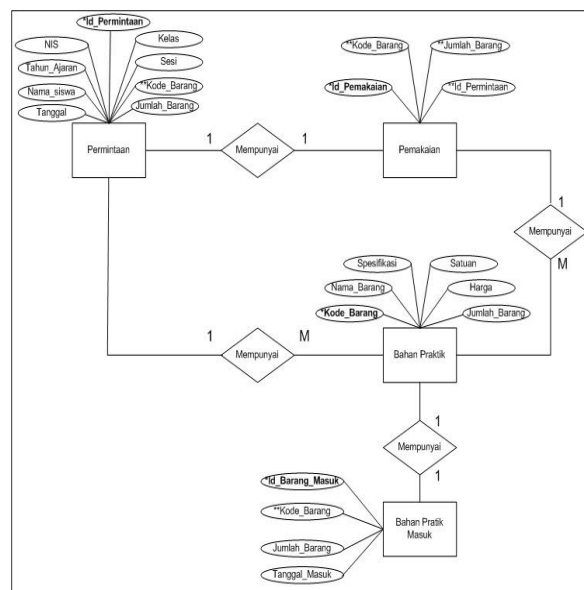 *Id_Permintaan
NIS
Kelas
Tahun_Ajaran
Sesi
Nama_siswa
**Kode_Barang
Tanggal
Jumlah_Barang
Permintaan
1
Mempunyai
1
**Kode_Barang
**Jumlah_Barang
*Id_Pemakaian
**Id_Permintaan
Pemakaian
1
Mempunyai
M
Spesifikasi
Satuan
Nama_Barang
Harga
*Kode_Barang
Jumlah_Barang
1
Mempunyai
M
Bahan Praktik
1
Mempunyai
1
*Id_Barang_Masuk
**Kode_Barang
Jumlah_Barang
Tanggal_Masuk
Bahan Pratik
Masuk